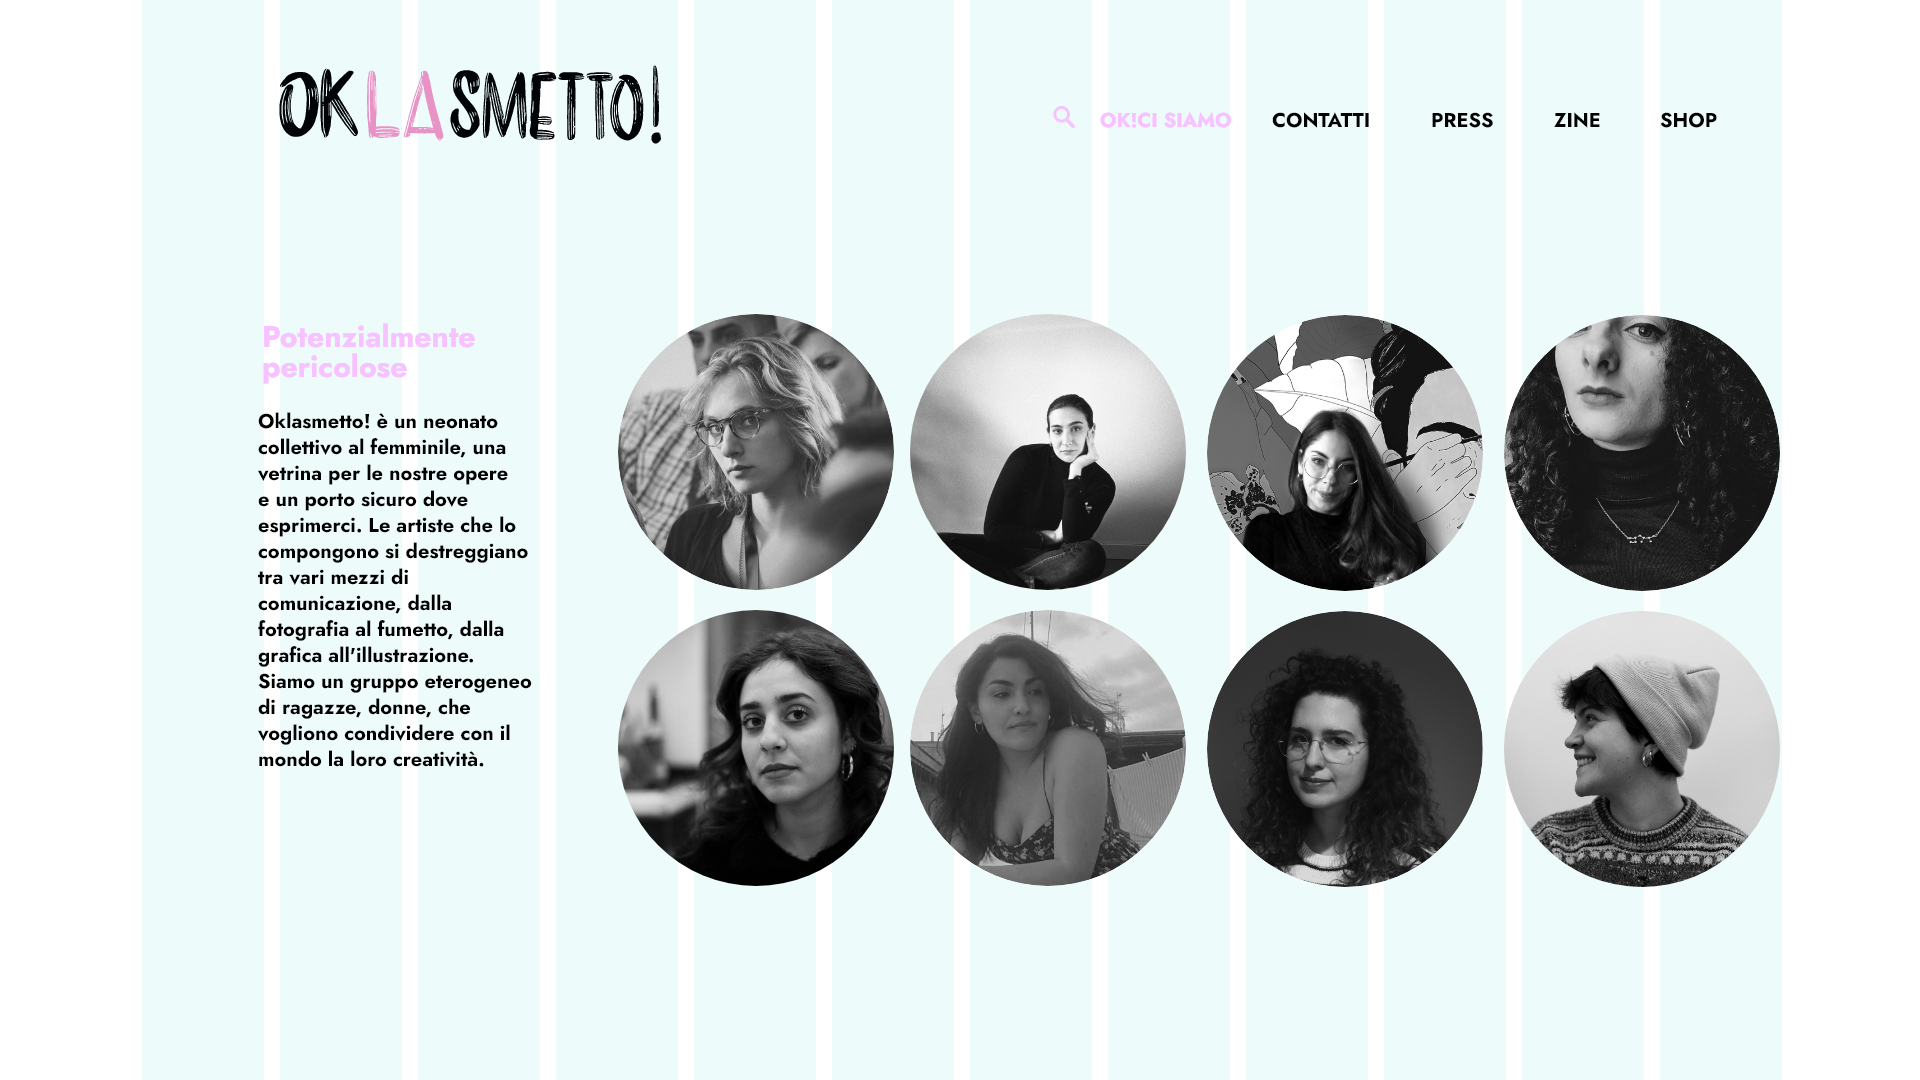 OKLASMETTO!
OK!CI SIAMO CONTATTI PRESS ZINE SHOP
Potenzialmente
pericolose
Oklasmetto! è un neonato
collettivo al femminile, una
vetrina per le nostre opere
e un porto sicuro dove
esprimerci. Le artiste che lo
compongono si destreggiano
tra vari mezzi di
comunicazione, dalla
fotografia al fumetto, dalla
grafica all'illustrazione.
Siamo un gruppo eterogeneo
di ragazze, donne, che
vogliono condividere con il
mondo la loro creatività.